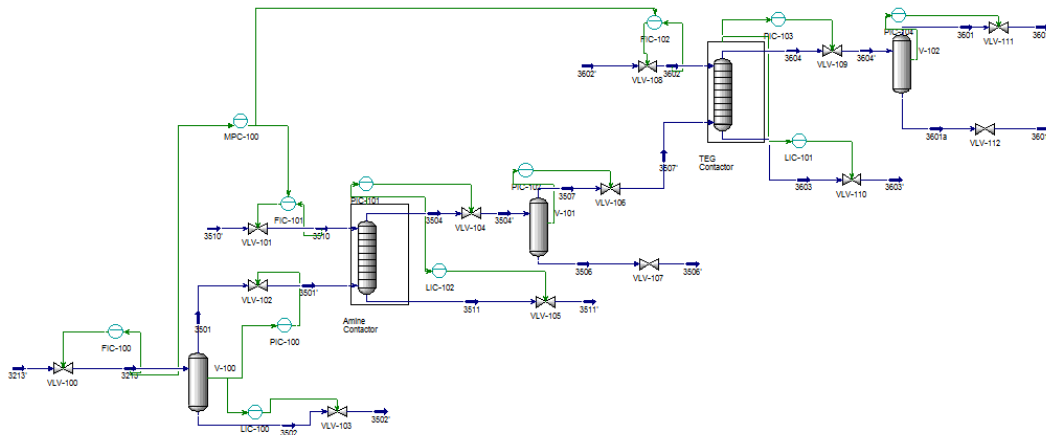 FIC-102
3602'
VLV-108
3602
PIC-103
3604
VLV-109
3604'
PIC-104
V-102
3601
VLV-111
3601a
VLV-112
MPC-100
TEG
Contactor
LIC-101
3603
VLV-110
3603'
3507'
FIC-101
3510'
VLV-101
3510
PIC-101
3504
VLV-104
3504'
3507
V-101
VLV-106
3506
VLV-107
3506'
VLV-102
3501'
3501
LIC-102
3511
VLV-105
3511'
Amine
Contactor
PIC-100
FIC-100
3213'
VLV-100
V-100
LIC-100
3502
VLV-103
3502'